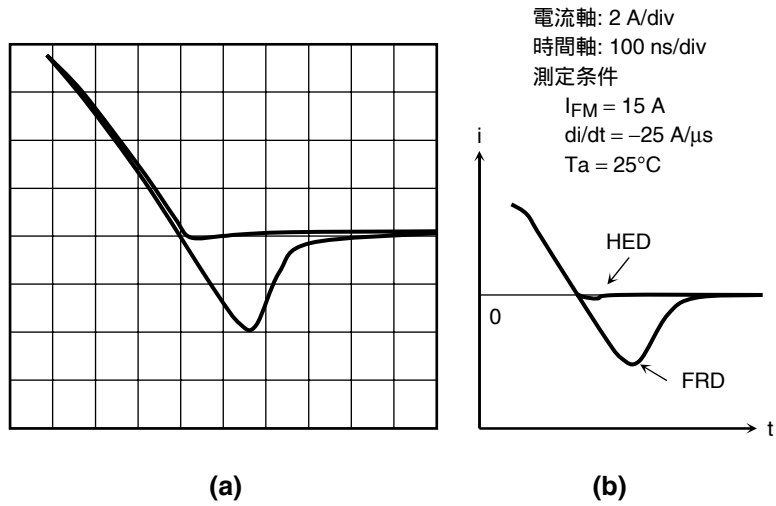 電流軸: 2 A/div
時間軸: 100 ns/div
測定条件
IFM = 15 A
di/dt = −25 A/μs
Ta = 25°C
i
HED
0
FRD
t
(a)
(b)